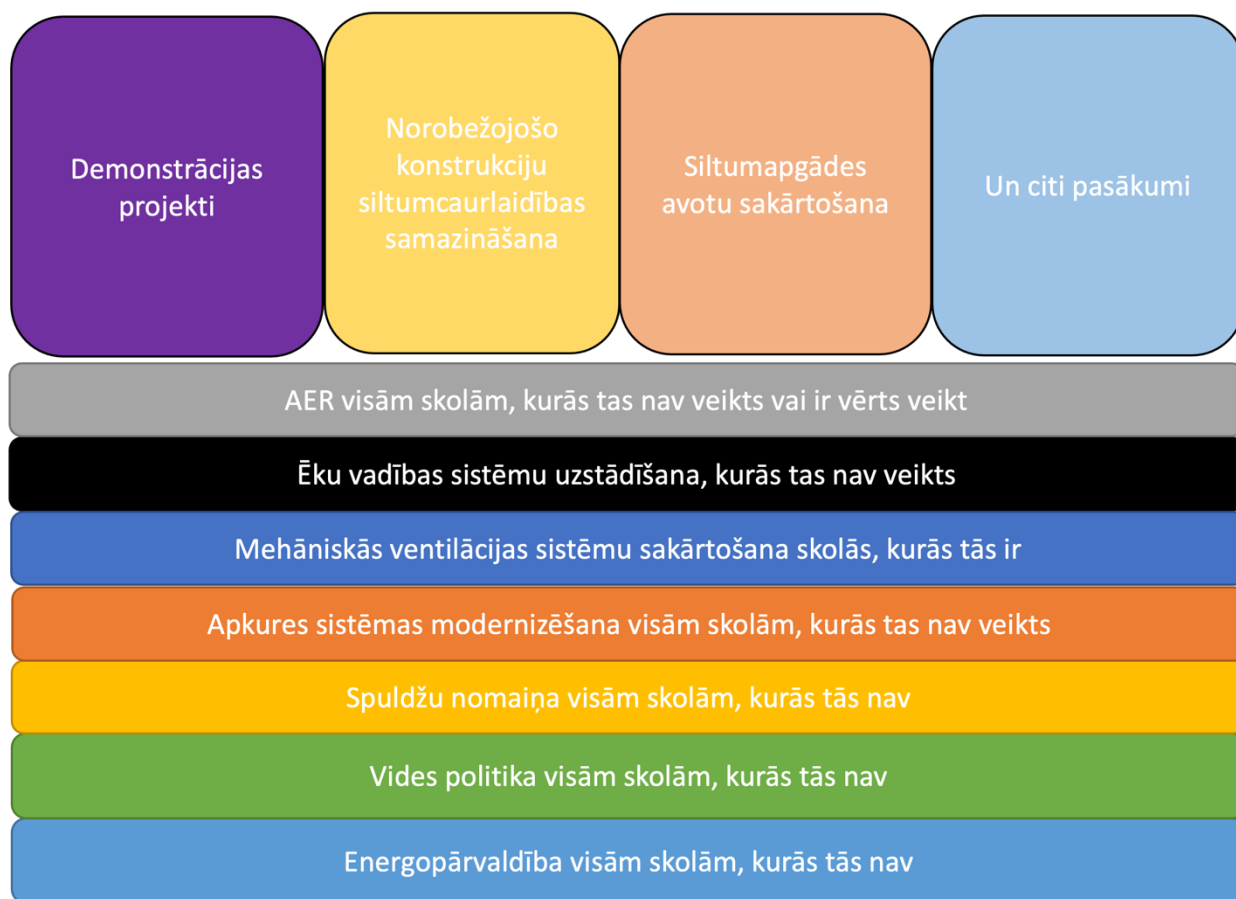 Demonstrācijas
projekti
Norobežojošo
konstrukciju
siltumcaurlaidības
samazināšana
Siltumapgādes
avotu sakārtošana
Un citi pasākumi
AER visām skolām, kurās tas nav veikts vai ir vērts veikt
Ēku vadības sistēmu uzstādīšana, kurās tas nav veikts
Mehāniskās ventilācijas sistēmu sakārtošana skolās, kurās tās ir
Apkures sistēmas modernizēšana visām skolām, kurās tas nav veikts
Spuldžu nomaiņa visām skolām, kurās tās nav
Vides politika visām skolām, kurās tās nav
Energopārvaldība visām skolām, kurās tās nav